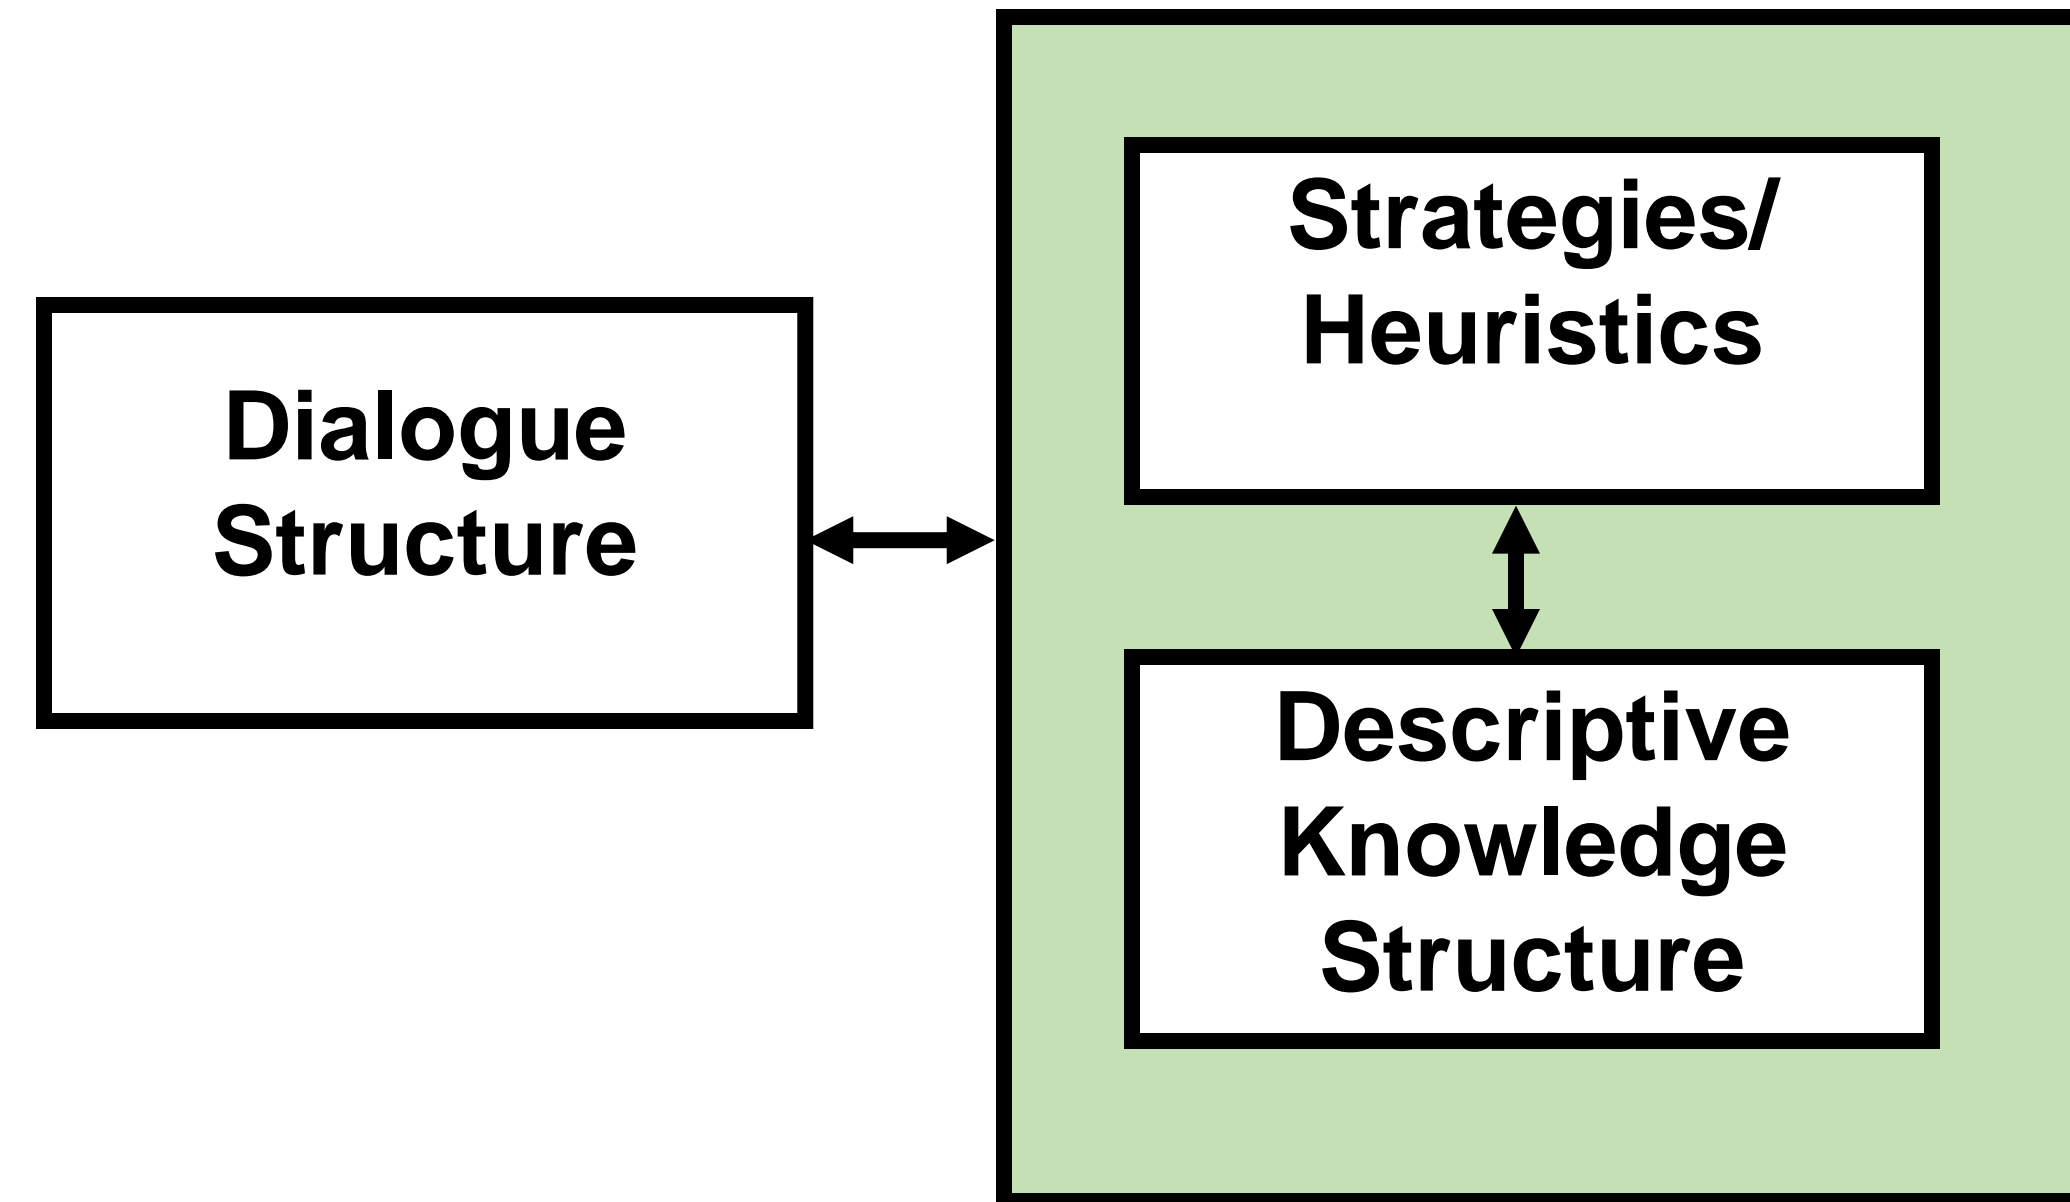 Dialogue
Structure
Strategies/
Heuristics
Descriptive
Knowledge
Structure